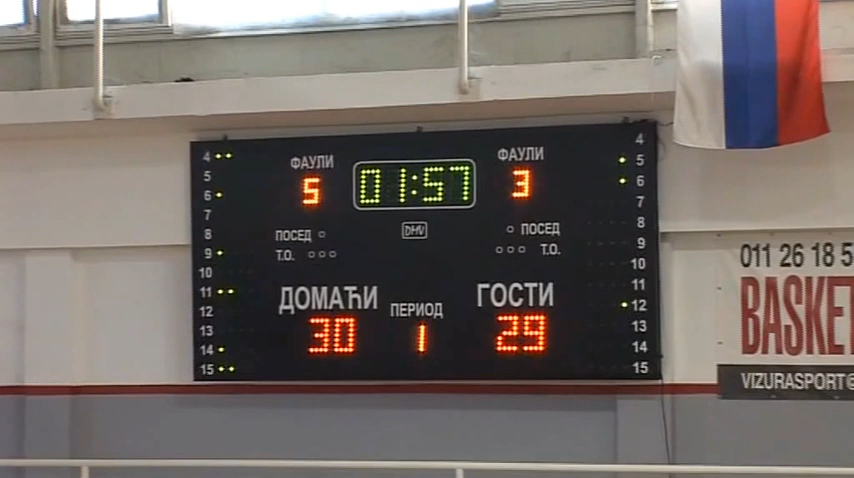 4 4
5 ФАУЛИ 01:57 ФАУЛИ 5
6 5 3 6
7 7
8 ПОСЕД DHV ПОСЕД 8
9 Т.О. Т.О. 9
10 10
11 ДОМАЋИ ГОСТИ 11
12 ПЕРИОД 12
13 30 1 29 13
14 14
15 15
011 26 18 5
BASKET
VIZURASPORT@